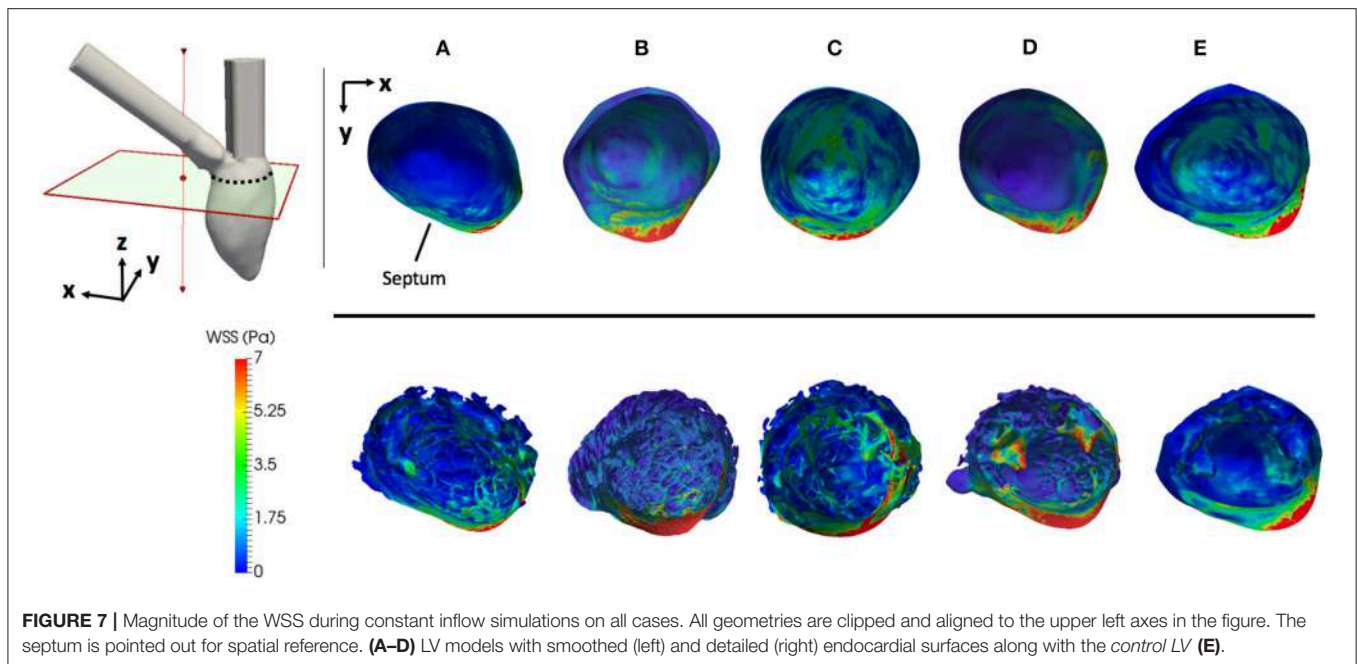 A B C D E
x
y
z
y
x
Septum
WSS (Pa)
7
5.25
3.5
1.75
0
FIGURE 7 | Magnitude of the WSS during constant inflow simulations on all cases. All geometries are clipped and aligned to the upper left axes in the figure. The
septum is pointed out for spatial reference. (A–D) LV models with smoothed (left) and detailed (right) endocardial surfaces along with the control LV (E).